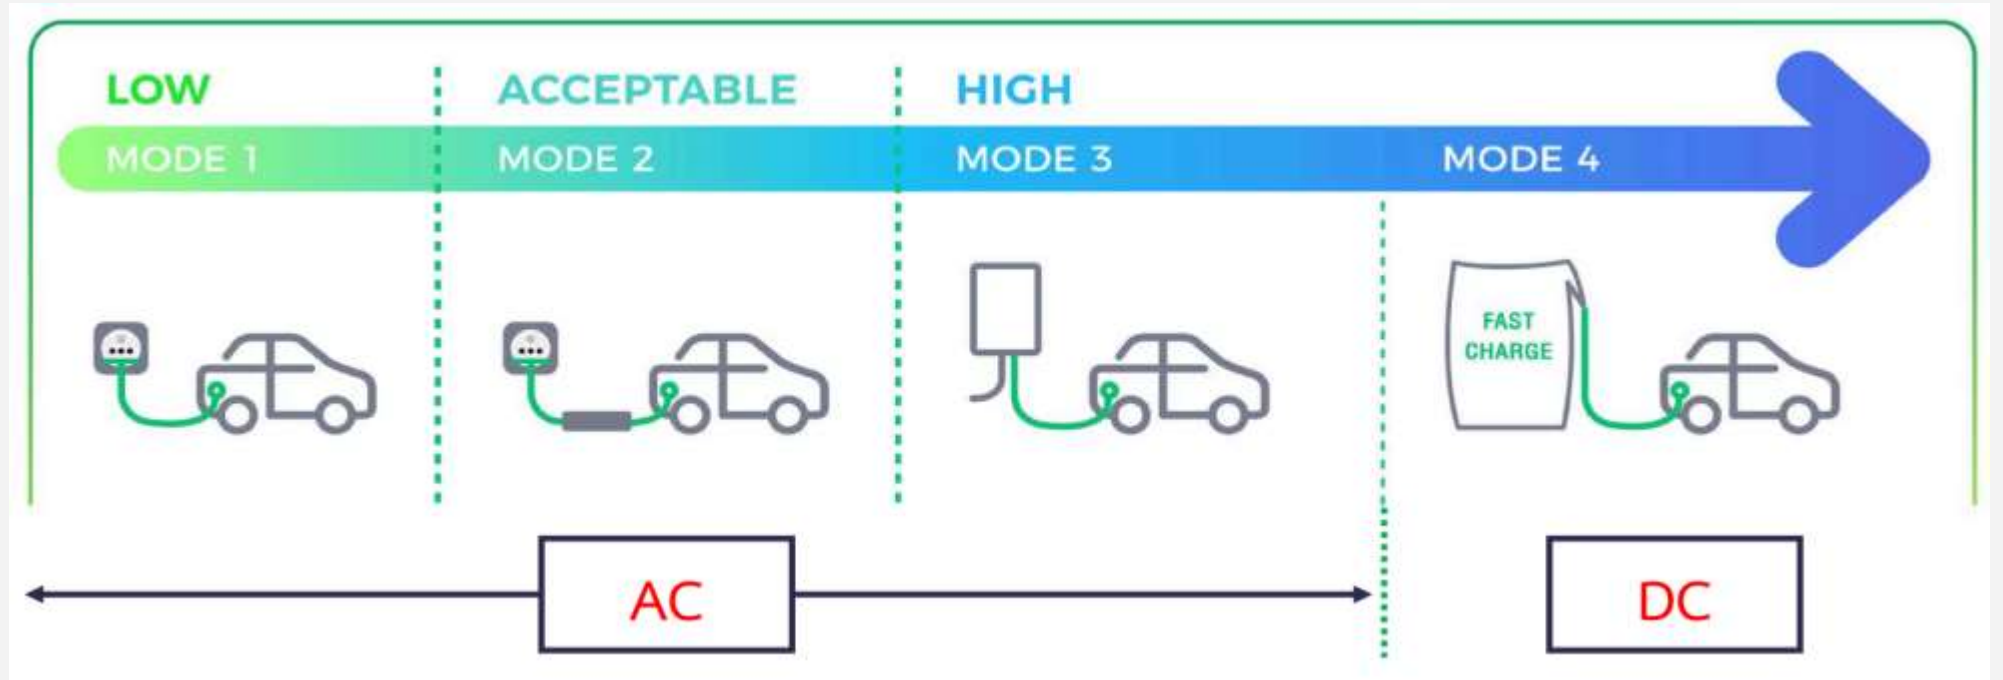 LOW
ACCEPTABLE
HIGH
MODE 1
MODE 2
MODE 3
MODE 4
FAST
CHARGE
AC
DC